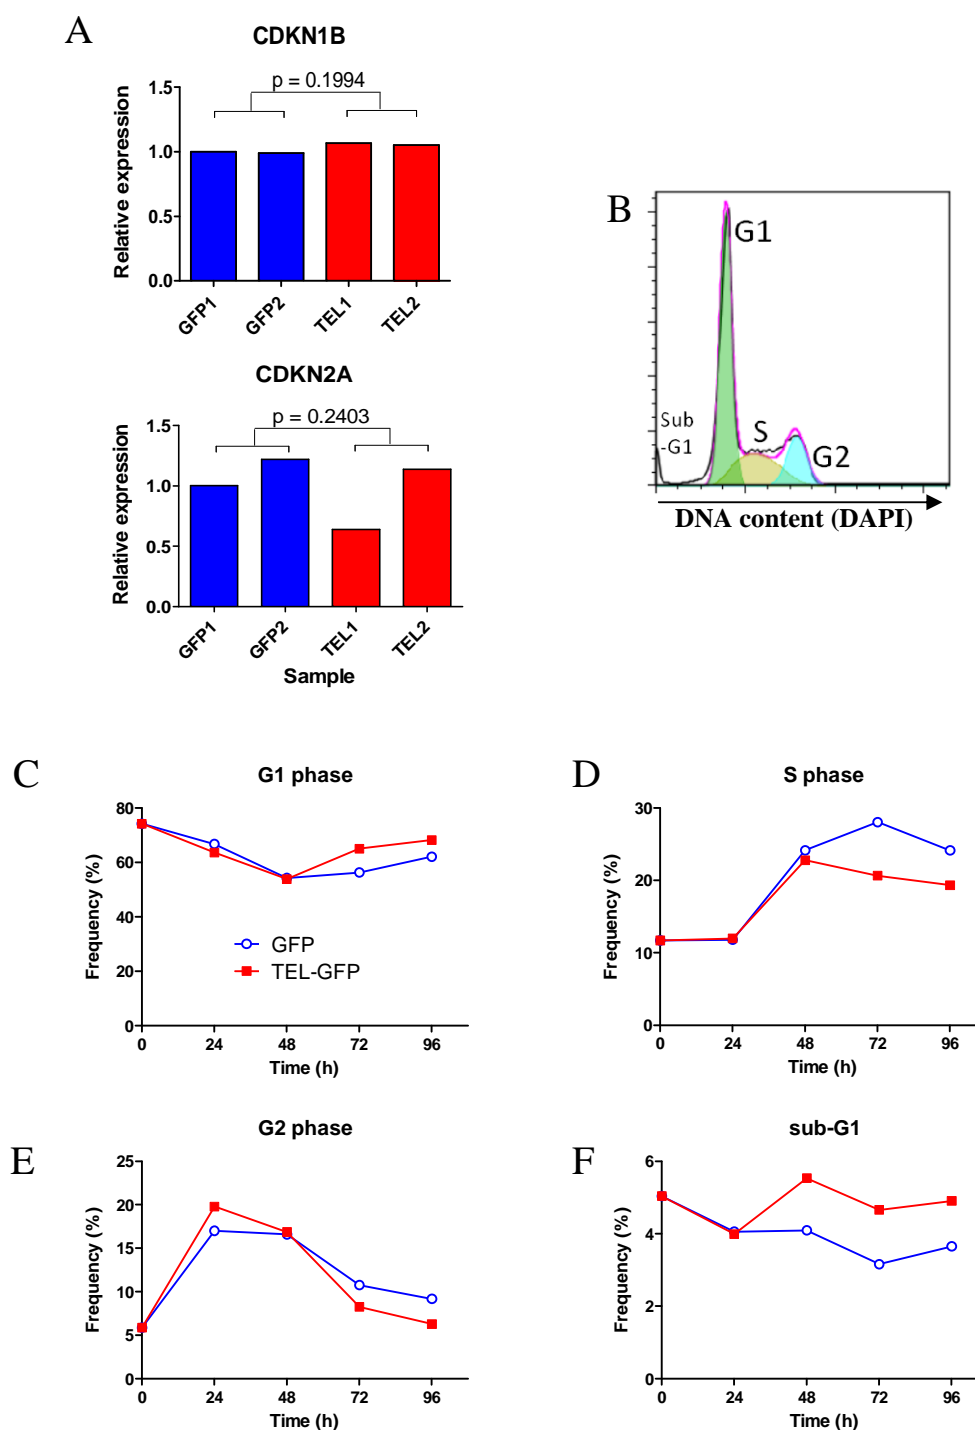 A
CDKN1B
p = 0.1994
Relative expression
1.5
1.0
0.5
0.0
GFP1
GFP2
TEL1
TEL2
CDKN2A
p = 0.2403
Relative expression
1.5
1.0
0.5
0.0
GFP1
GFP2
TEL1
TEL2
Sample
B
G1
Sub
-G1
S
G2
DNA content (DAPI)
C
G1 phase
Frequency (%)
80
60
40
20
0
GFP
TEL-GFP
0 24 48 72 96
Time (h)
D
S phase
Frequency (%)
30
20
10
0
0 24 48 72 96
Time (h)
E
G2 phase
Frequency (%)
25
20
15
10
5
0
0 24 48 72 96
Time (h)
F
sub-G1
Frequency (%)
6
4
2
0
0 24 48 72 96
Time (h)